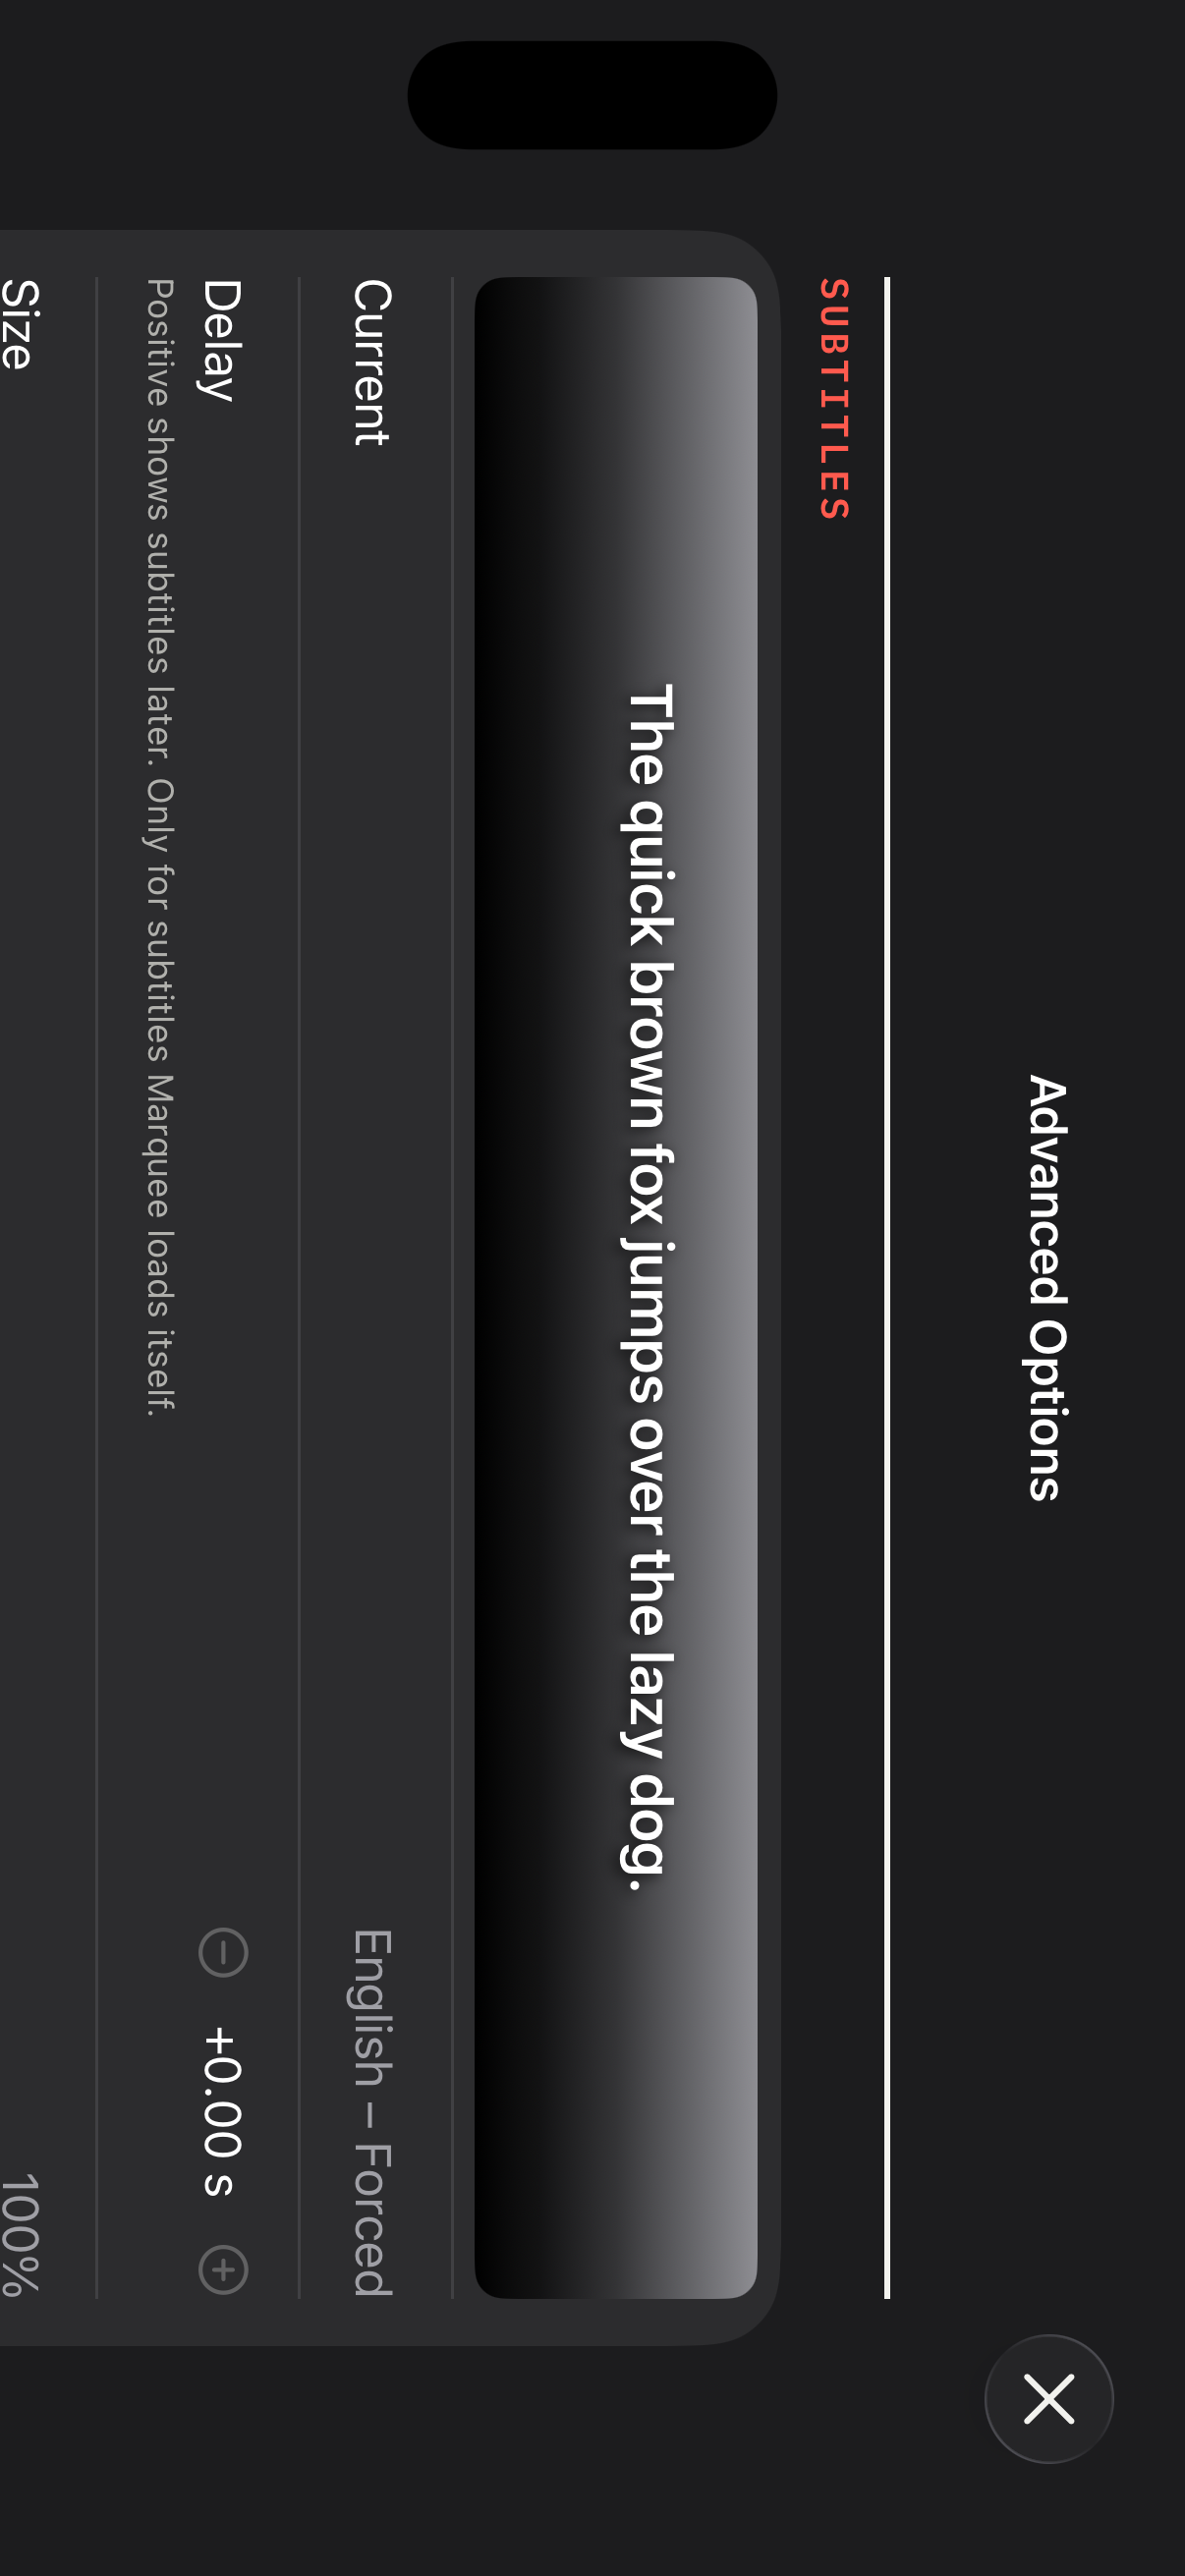 Advanced Options
SUBTITLES
The quick brown fox jumps over the lazy dog.
Current English – Forced
Delay +0.00 s
Positive shows subtitles later. Only for subtitles Marquee loads itself.
Size 100%